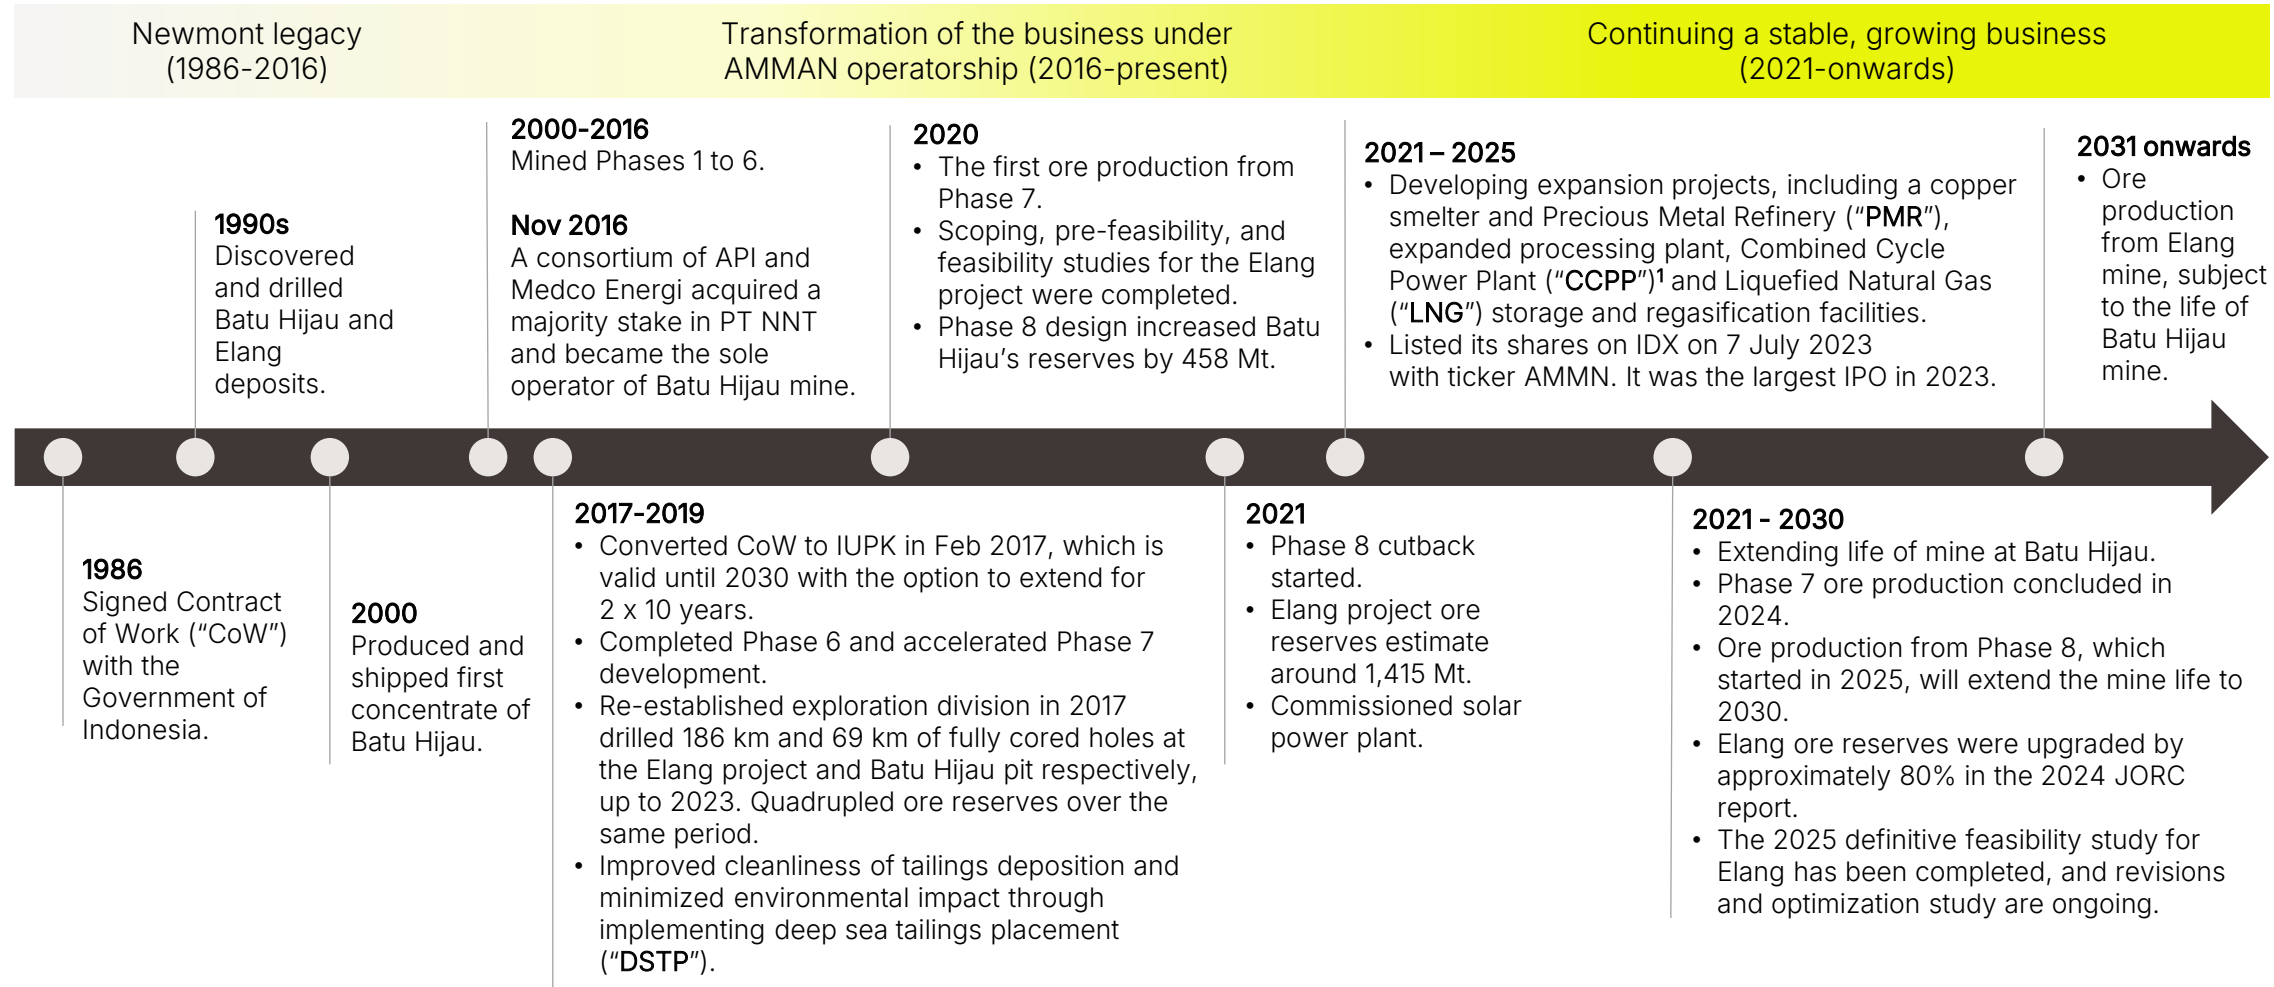 Newmont legacy
(1986-2016)
Transformation of the business under
AMMAN operatorship (2016-present)
Continuing a stable, growing business
(2021-onwards)
1986
Signed Contract
of Work (“CoW”)
with the
Government of
Indonesia.
1990s
Discovered
and drilled
Batu Hijau and
Elang
deposits.
2000
Produced and
shipped first
concentrate of
Batu Hijau.
2000-2016
Mined Phases 1 to 6.
Nov 2016
A consortium of API and
Medco Energi acquired a
majority stake in PT NNT
and became the sole
operator of Batu Hijau mine.
2017-2019
• Converted CoW to IUPK in Feb 2017, which is
valid until 2030 with the option to extend for
2 x 10 years.
• Completed Phase 6 and accelerated Phase 7
development.
• Re-established exploration division in 2017
drilled 186 km and 69 km of fully cored holes at
the Elang project and Batu Hijau pit respectively,
up to 2023. Quadrupled ore reserves over the
same period.
• Improved cleanliness of tailings deposition and
minimized environmental impact through
implementing deep sea tailings placement
(“DSTP”).
2020
• The first ore production from
Phase 7.
• Scoping, pre-feasibility, and
feasibility studies for the Elang
project were completed.
• Phase 8 design increased Batu
Hijau’s reserves by 458 Mt.
2021
• Phase 8 cutback
started.
• Elang project ore
reserves estimate
around 1,415 Mt.
• Commissioned solar
power plant.
2021 – 2025
• Developing expansion projects, including a copper
smelter and Precious Metal Refinery (“PMR”),
expanded processing plant, Combined Cycle
Power Plant (“CCPP”)¹ and Liquefied Natural Gas
(“LNG”) storage and regasification facilities.
• Listed its shares on IDX on 7 July 2023
with ticker AMMN. It was the largest IPO in 2023.
2021 - 2030
• Extending life of mine at Batu Hijau.
• Phase 7 ore production concluded in
2024.
• Ore production from Phase 8, which
started in 2025, will extend the mine life to
2030.
• Elang ore reserves were upgraded by
approximately 80% in the 2024 JORC
report.
• The 2025 definitive feasibility study for
Elang has been completed, and revisions
and optimization study are ongoing.
2031 onwards
• Ore
production
from Elang
mine, subject
to the life of
Batu Hijau
mine.